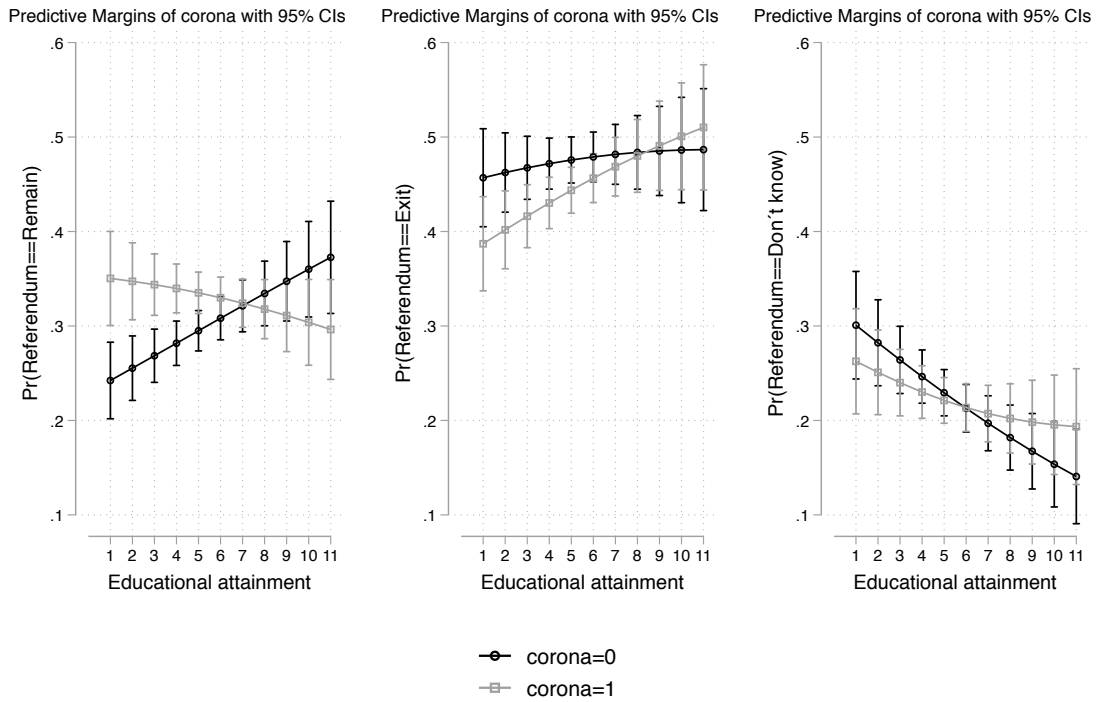 Predictive Margins of corona with 95% CIs
Pr(Referendum==Remain)
.6
.5
.4
.3
.2
.1
1 2 3 4 5 6 7 8 9 10 11
Educational attainment
Predictive Margins of corona with 95% CIs
Pr(Referendum==Exit)
.6
.5
.4
.3
.2
.1
1 2 3 4 5 6 7 8 9 10 11
Educational attainment
Predictive Margins of corona with 95% CIs
Pr(Referendum==Don´t know)
.6
.5
.4
.3
.2
.1
1 2 3 4 5 6 7 8 9 10 11
Educational attainment
corona=0
corona=1